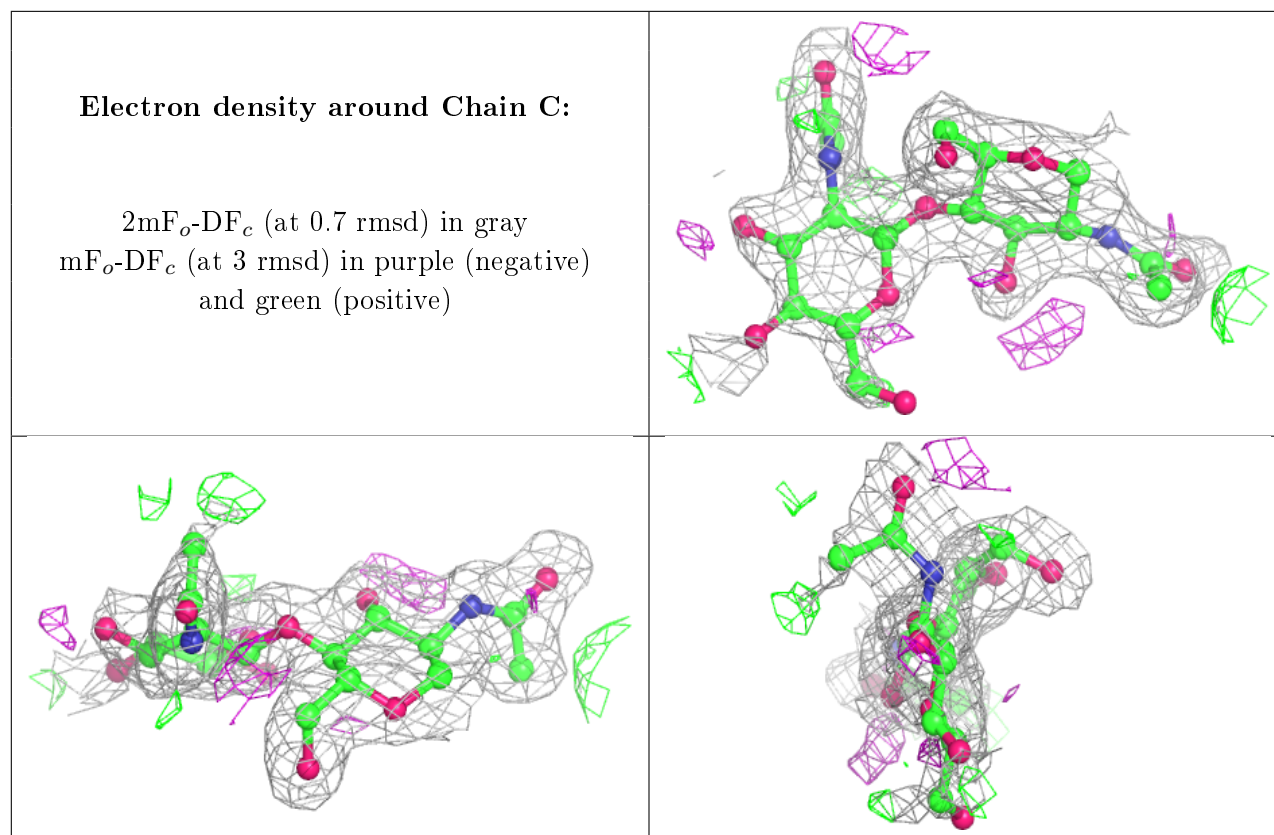 Electron density around Chain C:
2mFₒ-DF𝒸 (at 0.7 rmsd) in gray
mFₒ-DF𝒸 (at 3 rmsd) in purple (negative)
and green (positive)